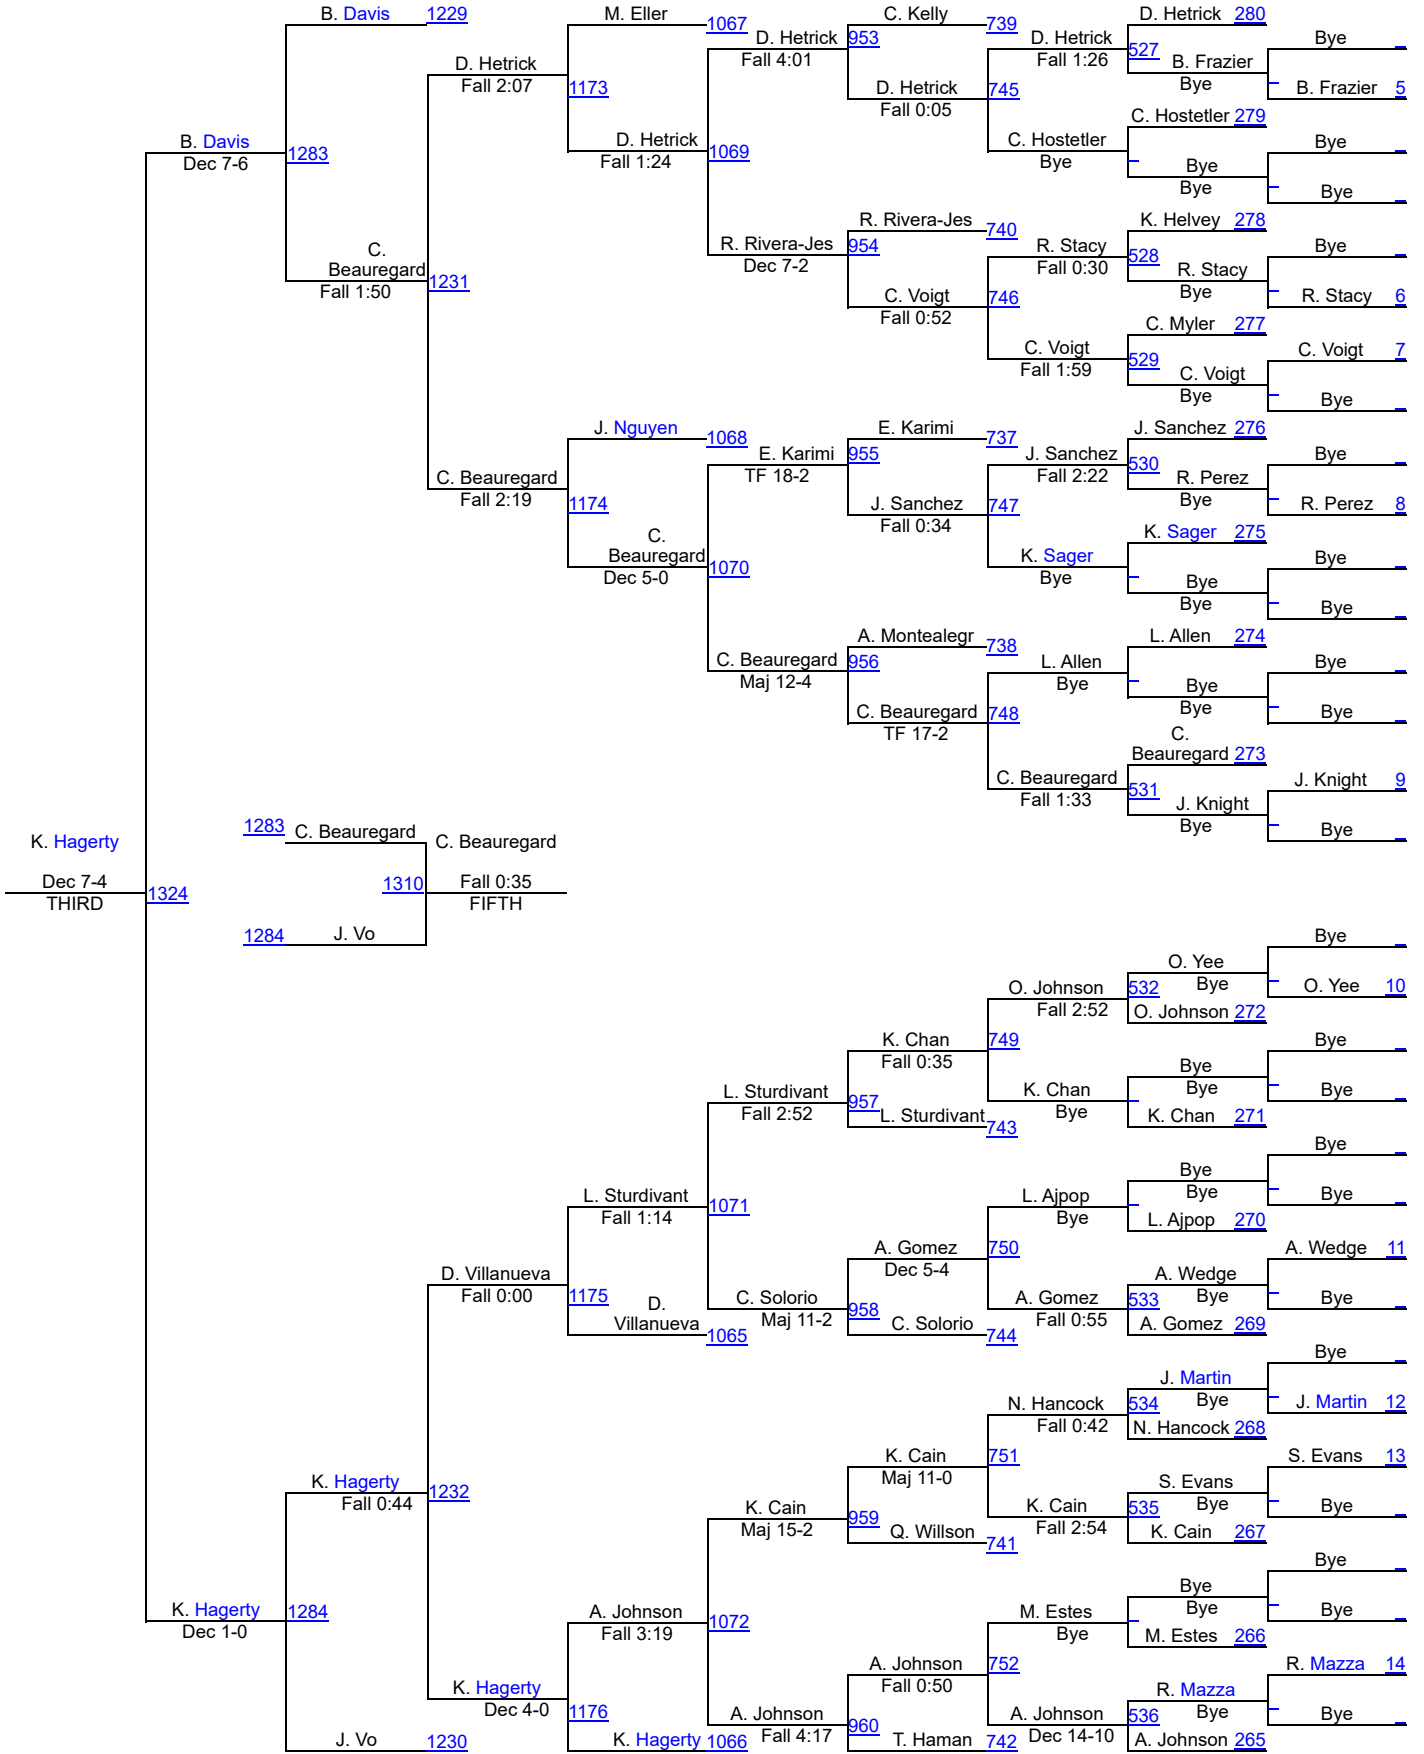 B. Davis 1229
M. Eller 1067
C. Kelly 739
D. Hetrick 280
Bye
D. Hetrick 953
Fall 4:01
D. Hetrick 527
Fall 1:26
B. Frazier
Bye
B. Frazier 5
D. Hetrick
Fall 2:07
1173
D. Hetrick 745
Fall 0:05
C. Hostetler 279
Bye
B. Davis 1283
Dec 7-6
D. Hetrick 1069
Fall 1:24
C. Hostetler
Bye
Bye
Bye
Bye
R. Rivera-Jes 740
K. Helvey 278
Bye
R. Rivera-Jes 954
Dec 7-2
R. Stacy 528
Fall 0:30
R. Stacy
Bye
R. Stacy 6
C.
Beauregard 1231
Fall 1:50
C. Voigt 746
Fall 0:52
C. Myler 277
C. Voigt 7
C. Voigt 529
Fall 1:59
C. Voigt
Bye
Bye
J. Nguyen 1068
E. Karimi 737
J. Sanchez 276
Bye
E. Karimi 955
TF 18-2
J. Sanchez 530
Fall 2:22
R. Perez
Bye
R. Perez 8
C. Beauregard
Fall 2:19
1174
J. Sanchez 747
Fall 0:34
K. Sager 275
Bye
C.
Beauregard 1070
Dec 5-0
K. Sager
Bye
Bye
Bye
Bye
A. Montealegr 738
L. Allen 274
Bye
C. Beauregard 956
Maj 12-4
L. Allen
Bye
Bye
Bye
Bye
C. Beauregard 748
TF 17-2
C.
Beauregard 273
J. Knight 9
C. Beauregard 531
Fall 1:33
J. Knight
Bye
Bye
K. Hagerty
1283 C. Beauregard
C. Beauregard
Dec 7-4
THIRD
1324
1310
Fall 0:35
FIFTH
1284 J. Vo
Bye
O. Yee
Bye
O. Yee 10
O. Johnson 532
Fall 2:52
O. Johnson 272
K. Chan 749
Fall 0:35
Bye
Bye
Bye
Bye
L. Sturdivant 957
Fall 2:52
K. Chan
Bye
K. Chan 271
L. Sturdivant 743
Bye
Bye
Bye
Bye
L. Sturdivant 1071
Fall 1:14
L. Ajpop
Bye
L. Ajpop 270
A. Gomez 750
Dec 5-4
A. Wedge 11
D. Villanueva
Fall 0:00
1175
A. Wedge
Bye
Bye
C. Solorio 958
Maj 11-2
A. Gomez 533
Fall 0:55
D.
Villanueva 1065
C. Solorio 744
A. Gomez 269
Bye
J. Martin
Bye
J. Martin 12
N. Hancock 534
Fall 0:42
N. Hancock 268
K. Cain 751
Maj 11-0
S. Evans 13
K. Hagerty 1232
Fall 0:44
S. Evans
Bye
Bye
K. Cain 959
Maj 15-2
K. Cain 535
Fall 2:54
Q. Willson 741
K. Cain 267
Bye
Bye
Bye
Bye
K. Hagerty 1284
Dec 1-0
A. Johnson 1072
Fall 3:19
M. Estes
Bye
M. Estes 266
A. Johnson 752
Fall 0:50
R. Mazza 14
K. Hagerty
Dec 4-0
1176
R. Mazza
Bye
Bye
A. Johnson 960
Fall 4:17
A. Johnson 536
Dec 14-10
J. Vo 1230
K. Hagerty 1066
T. Haman 742
A. Johnson 265